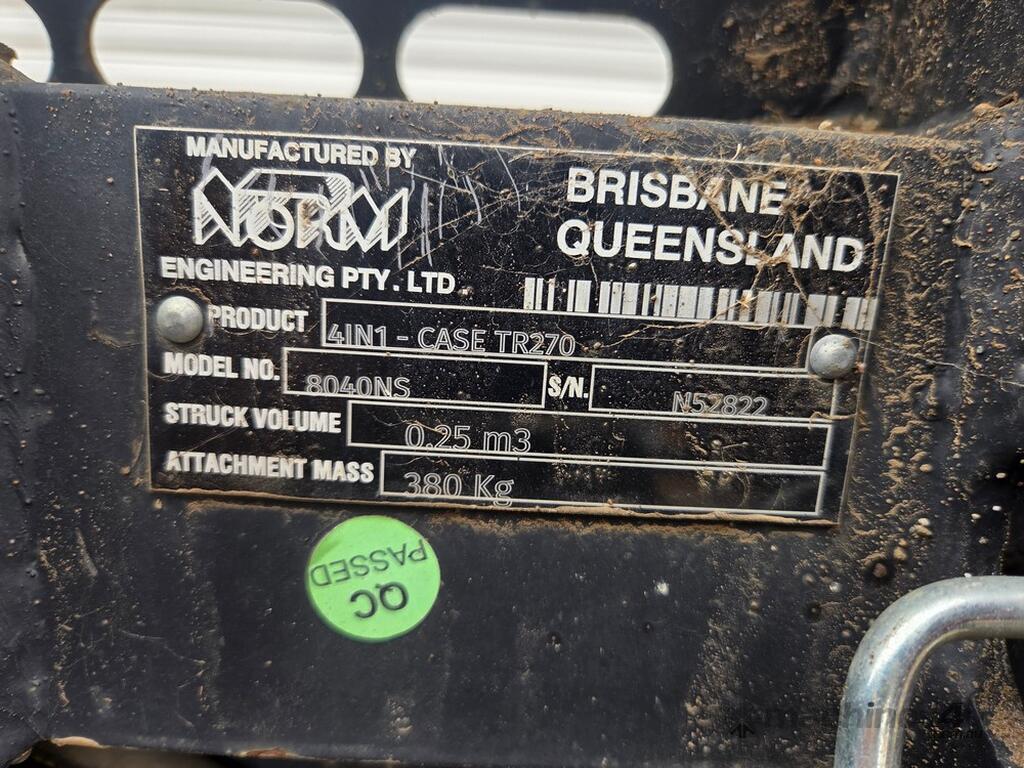 MANUFACTURED BY
NORM
ENGINEERING PTY. LTD
BRISBANE
QUEENSLAND
PRODUCT 4IN1 - CASE TR270
MODEL NO. 8040NS S/N. N52822
STRUCK VOLUME 0.25 m3
ATTACHMENT MASS 380 Kg
QC
PASSED